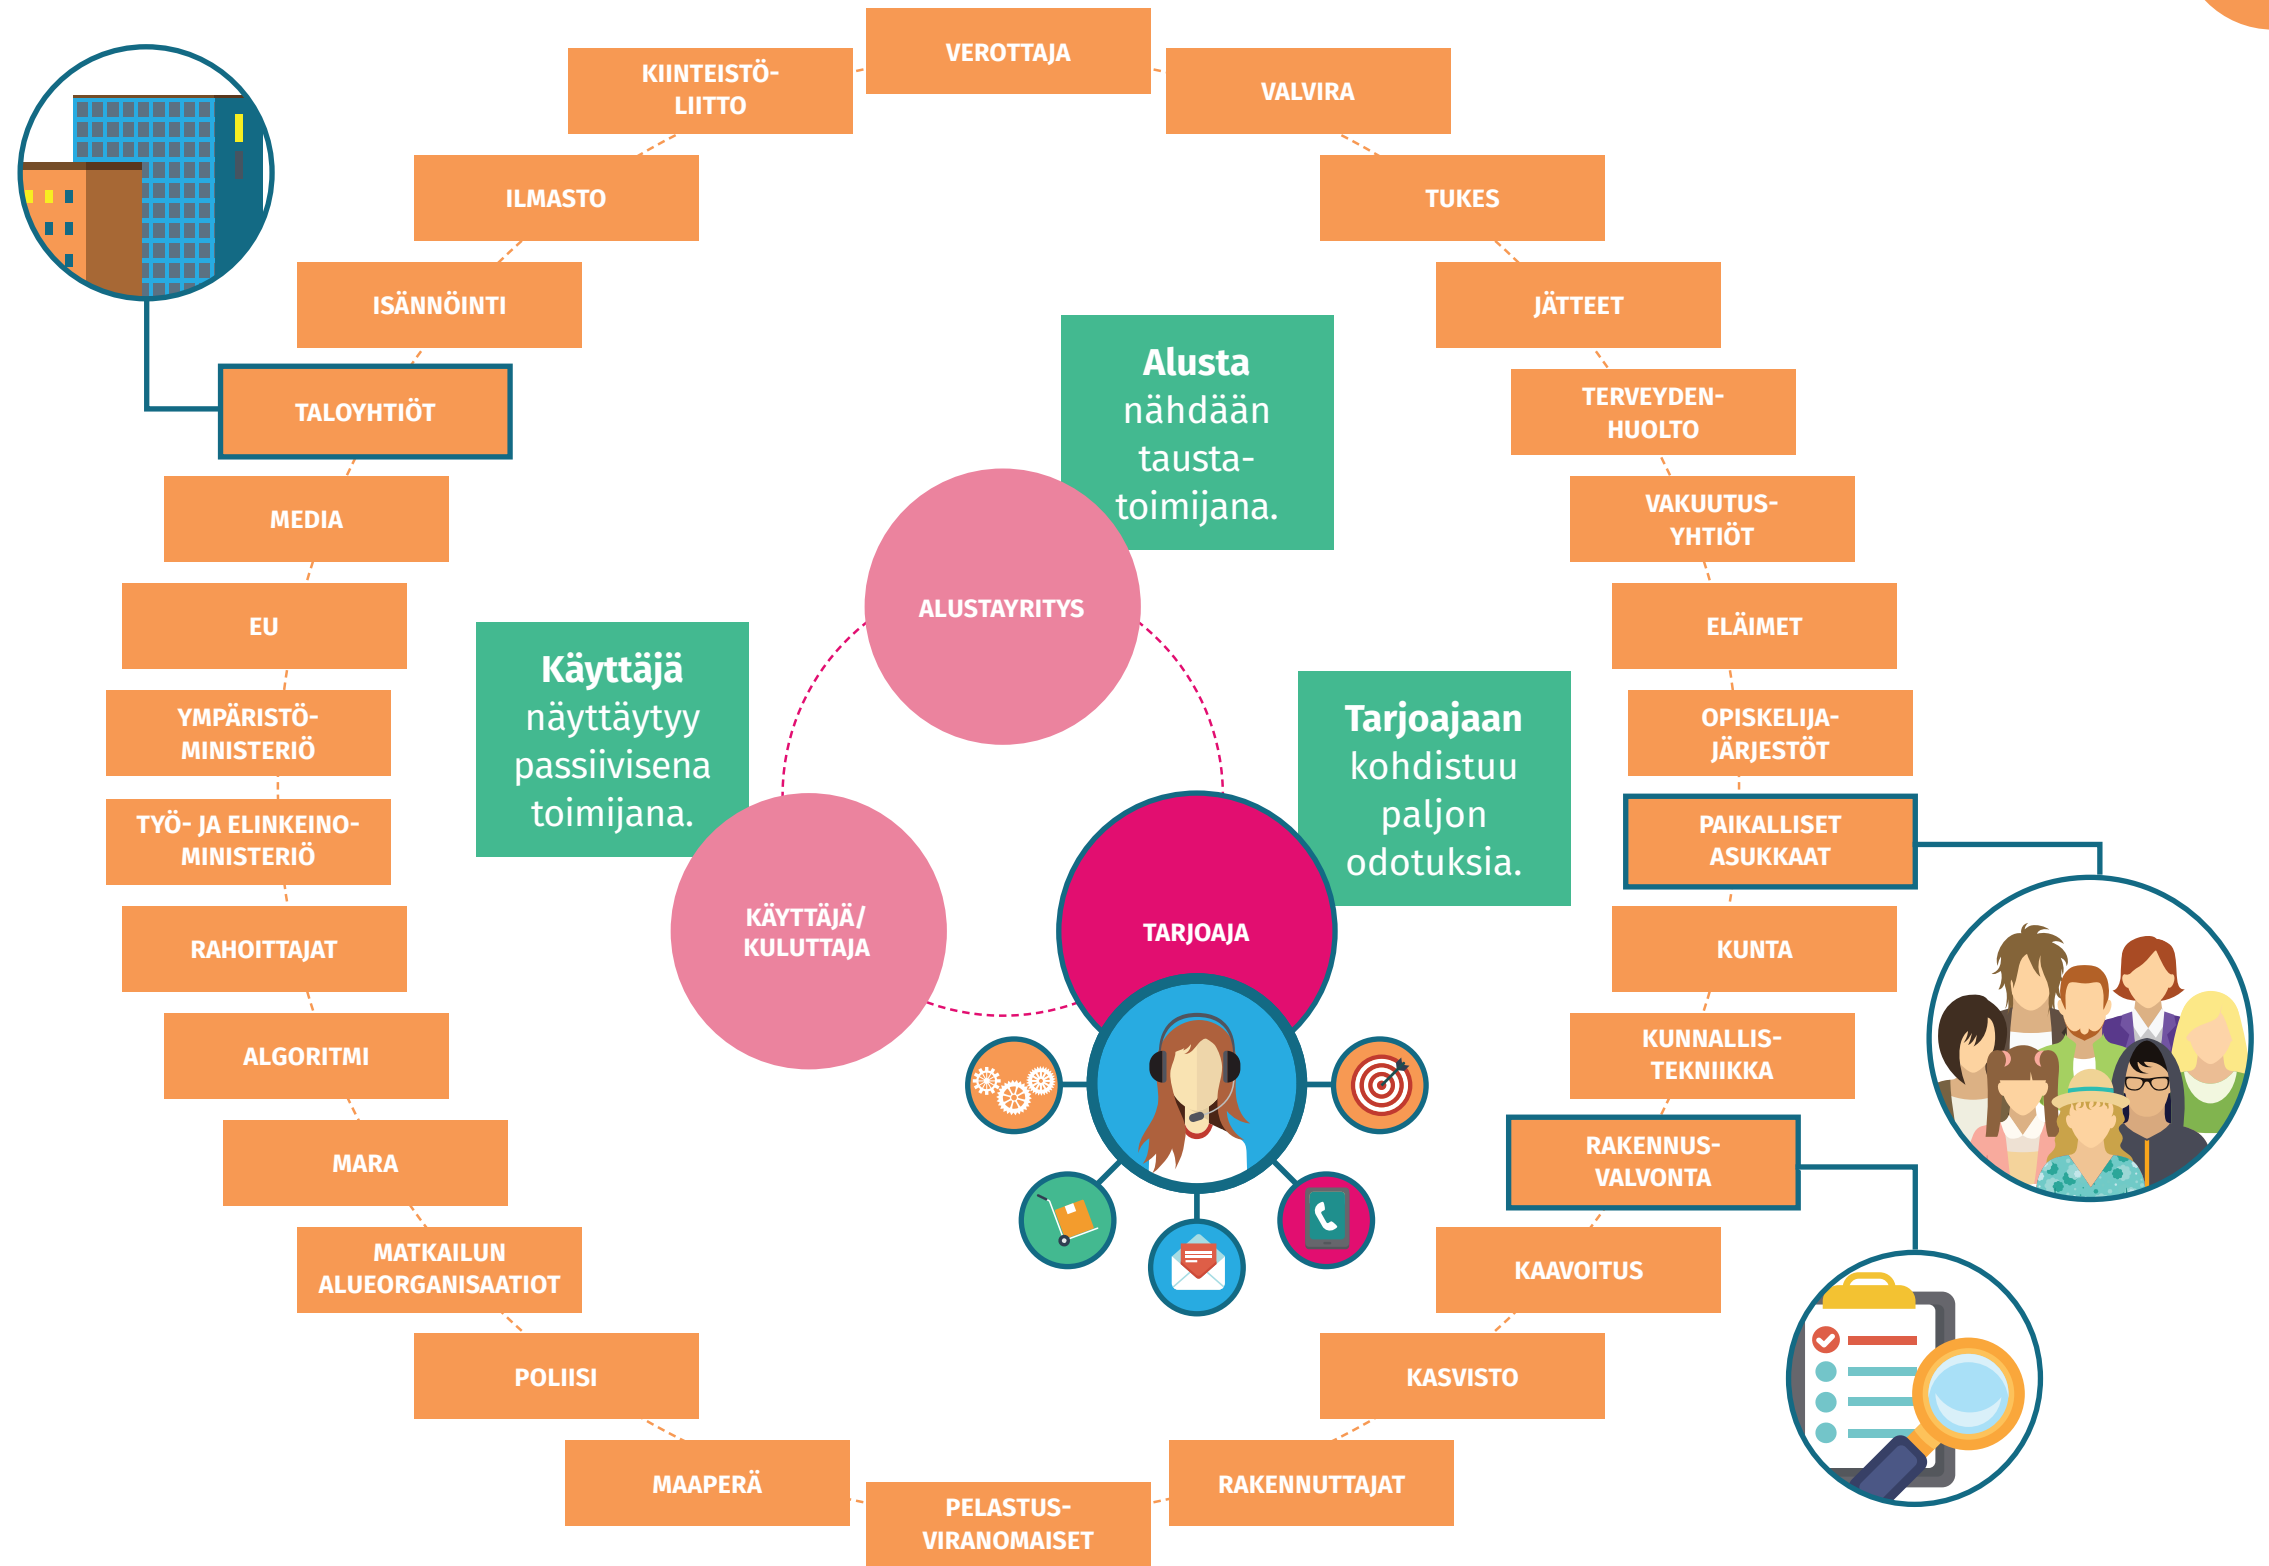 VEROTTAJA
KIINTEISTÖ-
LIITTO
VALVIRA
ILMASTO
TUKES
ISÄNNÖINTI
JÄTTEET
TALOYHTIÖT
TERVEYDEN-
HUOLTO
MEDIA
VAKUUTUS-
YHTIÖT
EU
ELÄIMET
YMPÄRISTÖ-
MINISTERIÖ
OPISKELIJA-
JÄRJESTÖT
TYÖ- JA ELINKEINO-
MINISTERIÖ
PAIKALLISET
ASUKKAAT
RAHOITTAJAT
KUNTA
ALGORITMI
KUNNALLIS-
TEKNIIKKA
MARA
RAKENNUS-
VALVONTA
MATKAILUN
ALUEORGANISAATIOT
KAAVOITUS
POLIISI
KASVISTO
MAAPERÄ
RAKENNUTTAJAT
PELASTUS-
VIRANOMAISET
Alusta
nähdään
tausta-
toimijana.
ALUSTAYRITYS
Käyttäjä
näyttäytyy
passiivisena
toimijana.
KÄYTTÄJÄ/
KULUTTAJA
Tarjoajaan
kohdistuu
paljon
odotuksia.
TARJOAJA